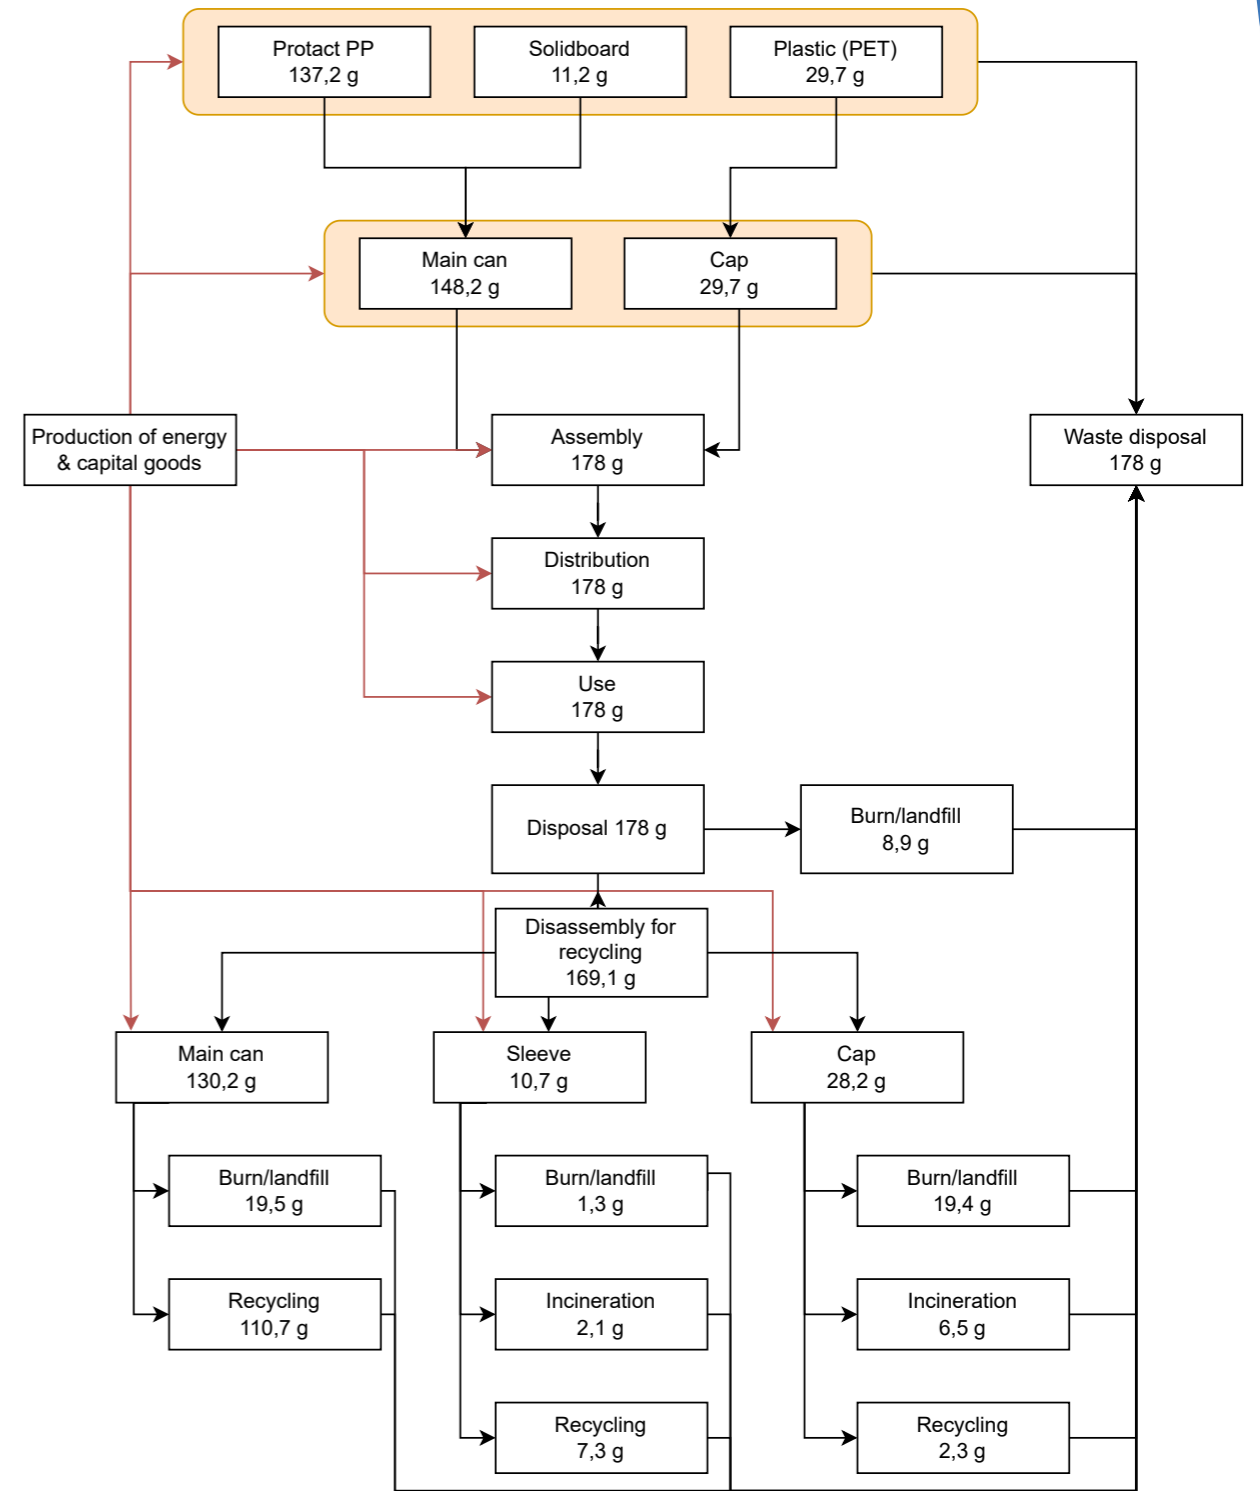 Protact PP
137,2 g
Solidboard
11,2 g
Plastic (PET)
29,7 g
Main can
148,2 g
Cap
29,7 g
Production of energy
& capital goods
Assembly
178 g
Waste disposal
178 g
Distribution
178 g
Use
178 g
Disposal 178 g
Burn/landfill
8,9 g
Disassembly for
recycling
169,1 g
Main can
130,2 g
Sleeve
10,7 g
Cap
28,2 g
Burn/landfill
19,5 g
Burn/landfill
1,3 g
Burn/landfill
19,4 g
Recycling
110,7 g
Incineration
2,1 g
Incineration
6,5 g
Recycling
7,3 g
Recycling
2,3 g